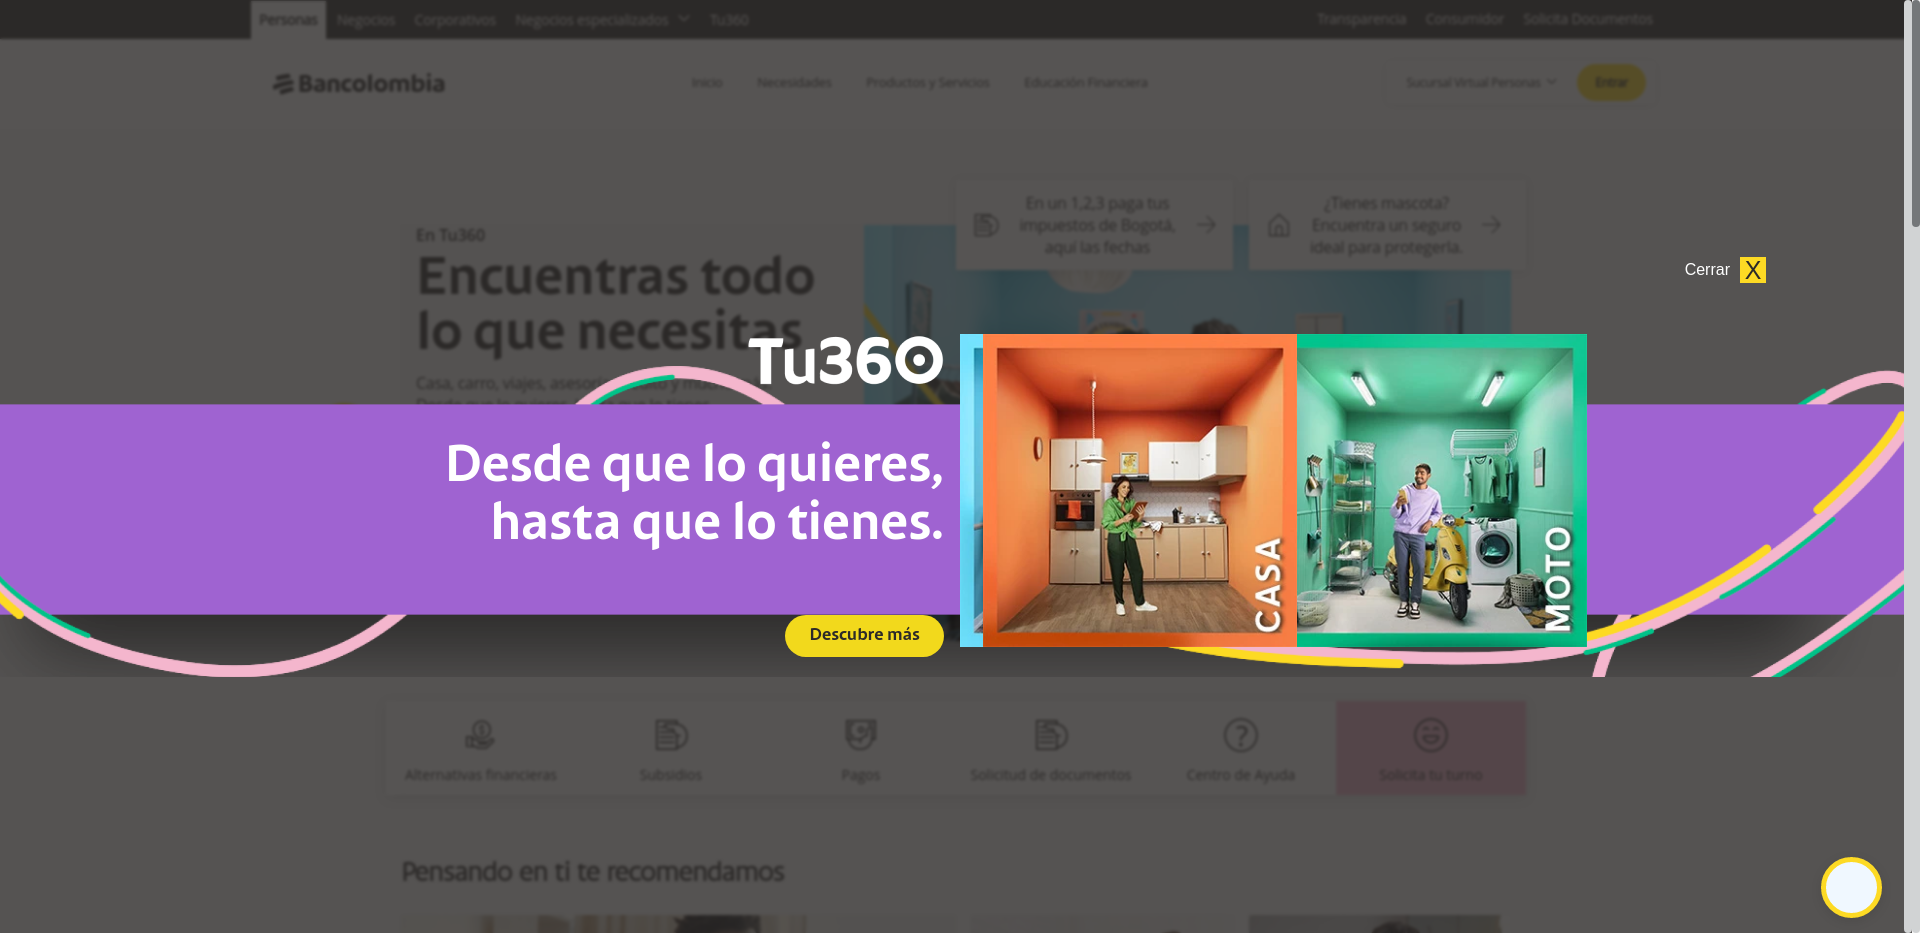 Personas
Negocios
Corporativos
Negocios especializados
Tu360
Transparencia
Consumidor
Solicita Documentos
Bancolombia
Inicio
Necesidades
Productos y Servicios
Educación Financiera
Sucursal Virtual Personas
Entrar
En un 1,2,3 paga tus
impuestos de Bogotá,
aquí las fechas
¿Tienes mascota?
Encuentra un seguro
ideal para protegerla.
En Tu360
Encuentras todo
lo que necesitas
Casa, carro, viajes, asesoría
Cerrar X
Tu360
Desde que lo quieres,
hasta que lo tienes.
Descubre más
CASA
MOTO
Alternativas financieras
Subsidios
Pagos
Solicitud de documentos
Centro de Ayuda
Solicita tu turno
Pensando en ti te recomendamos